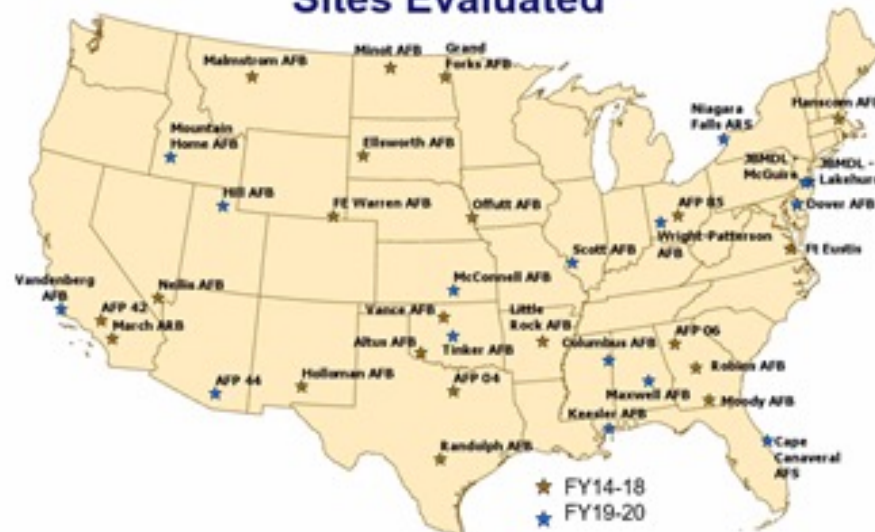 Sites Evaluated
Malmstrom AFB
Minot AFB
Grand
Forks AFB
Mountain
Home AFB
Ellsworth AFB
Niagara
Falls ARS
Hanscom AFB
JBMDL -
McGuire
JBMDL -
Lakehurst
Hill AFB
FE Warren AFB
Offutt AFB
AFP 85
Dover AFB
Wright-Patterson
AFB
Ft Eustis
Scott AFB
Vandenberg
AFB
Nellis AFB
AFP 42
March ARB
McConnell AFB
Vance AFB
Little
Rock AFB
Altus AFB
Tinker AFB
Columbus AFB
AFP 06
Robins AFB
AFP 44
Holloman AFB
AFP 04
Maxwell AFB
Moody AFB
Keesler AFB
Randolph AFB
Cape
Canaveral
AFS
FY14-18
FY19-20